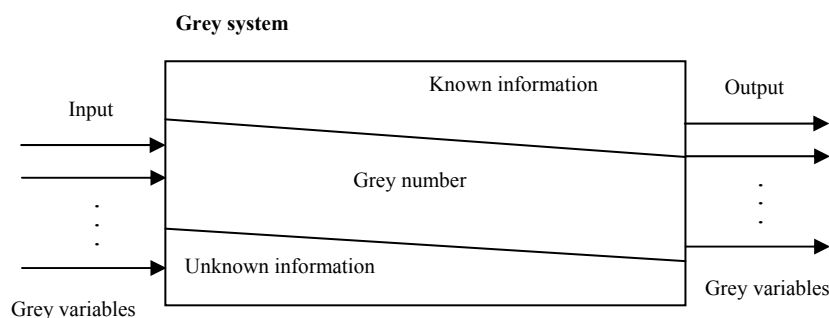 Grey system
Known information
Input
Output
Grey number
Unknown information
Grey variables
Grey variables